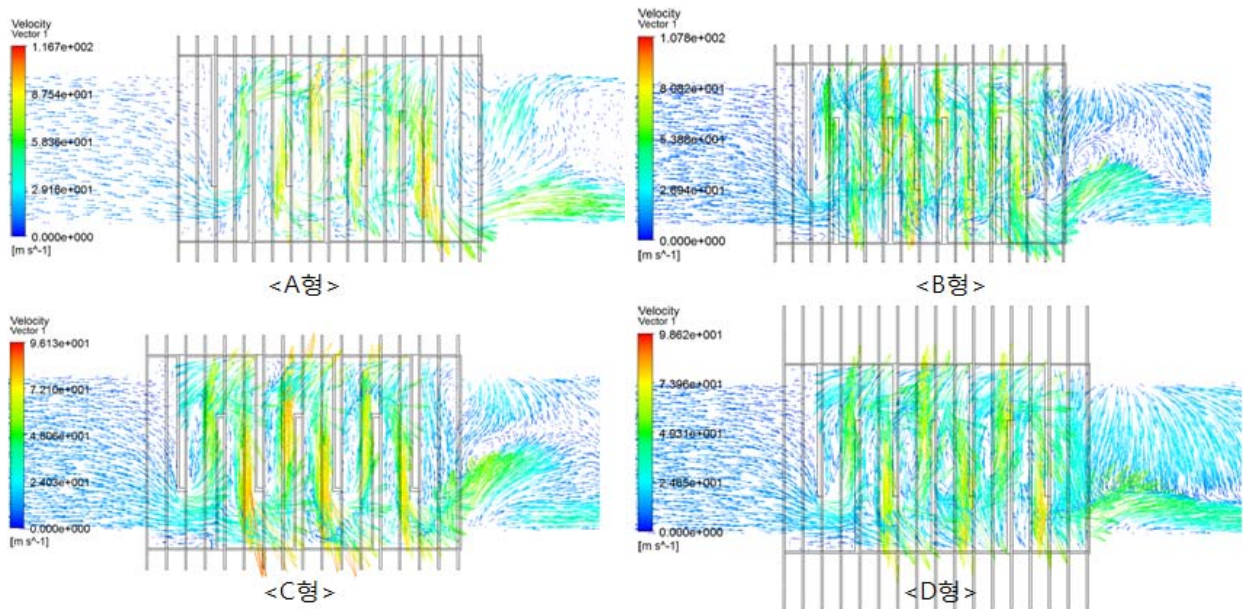 Velocity
Vector 1
1.167e+002
8.754e+001
5.836e+001
2.918e+001
0.000e+000
[m s^-1]
<A형>
Velocity
Vector 1
1.078e+002
8.082e+001
5.388e+001
2.694e+001
0.000e+000
[m s^-1]
<B형>
Velocity
Vector 1
9.613e+001
7.210e+001
4.806e+001
2.403e+001
0.000e+000
[m s^-1]
<C형>
Velocity
Vector 1
9.862e+001
7.396e+001
4.931e+001
2.465e+001
0.000e+000
[m s^-1]
<D형>